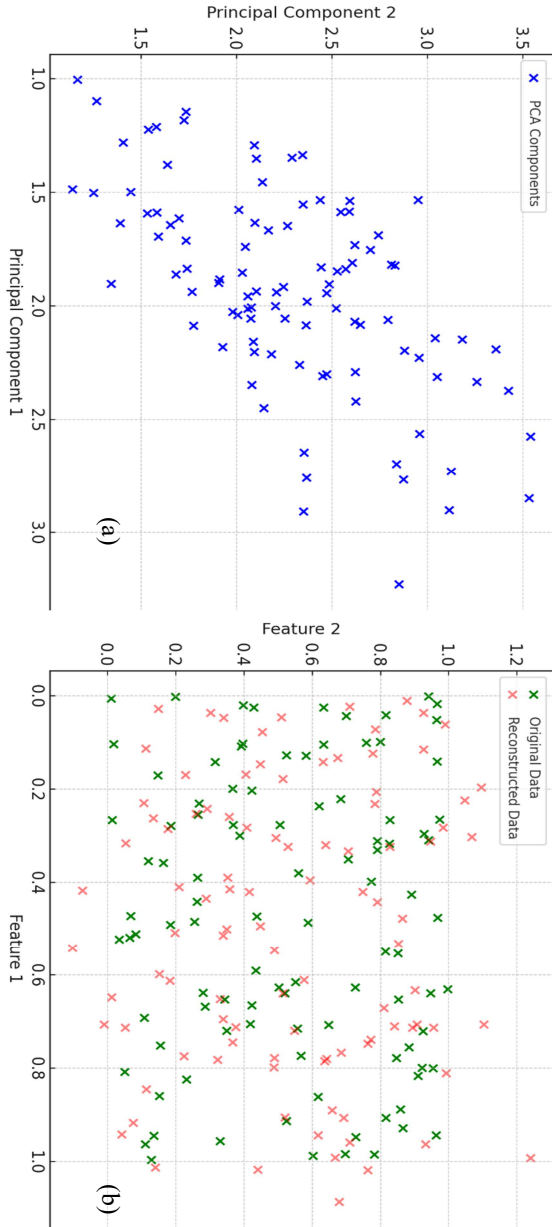 Principal Component 2
1.5 2.0 2.5 3.0 3.5
PCA Components
1.0
1.5
2.0
2.5
3.0
Principal Component 1
(a)
Feature 2
0.0 0.2 0.4 0.6 0.8 1.0 1.2
Original Data
Reconstructed Data
0.0
0.2
0.4
0.6
0.8
1.0
Feature 1
(b)